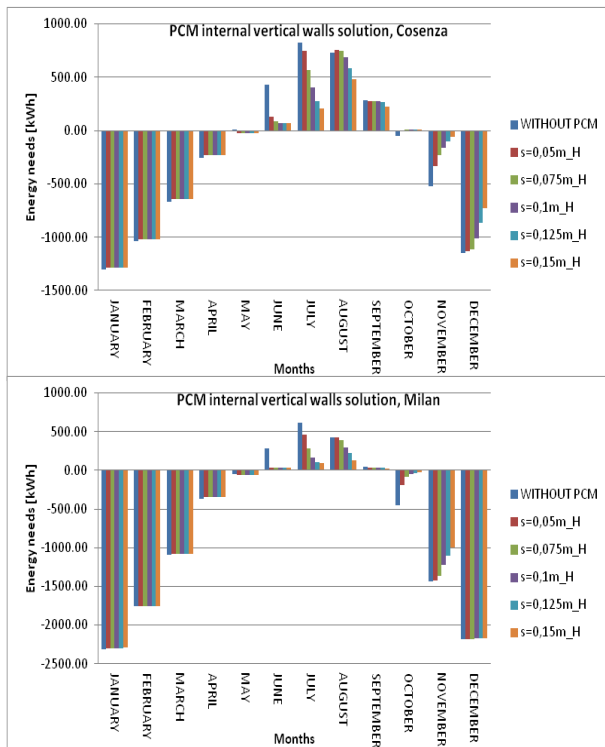 PCM internal vertical walls solution, Cosenza
Energy needs [kWh]
1000.00
500.00
0.00
-500.00
-1000.00
-1500.00
JANUARY
FEBRUARY
MARCH
APRIL
MAY
JUNE
JULY
AUGUST
SEPTEMBER
OCTOBER
NOVEMBER
DECEMBER
Months
WITHOUT PCM
s=0,05m_H
s=0,075m_H
s=0,1m_H
s=0,125m_H
s=0,15m_H
PCM internal vertical walls solution, Milan
Energy needs [kWh]
1000.00
500.00
0.00
-500.00
-1000.00
-1500.00
-2000.00
-2500.00
JANUARY
FEBRUARY
MARCH
APRIL
MAY
JUNE
JULY
AUGUST
SEPTEMBER
OCTOBER
NOVEMBER
DECEMBER
Months
WITHOUT PCM
s=0,05m_H
s=0,075m_H
s=0,1m_H
s=0,125m_H
s=0,15m_H